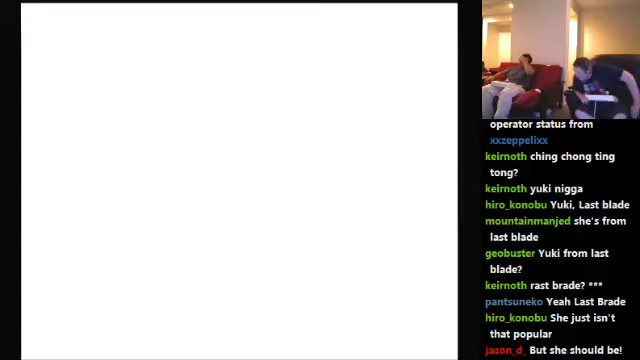 operator status from
xxzeppelixx
keirnoth ching chong ting
tong?
keirnoth yuki nigga
hiro_konobu Yuki, Last blade
mountainmanjed she's from
last blade
geobuster Yuki from last
blade?
keirnoth rast brade? ***
pantsuneko Yeah Last Brade
hiro_konobu She just isn't
that popular
jason_d_ But she should be!